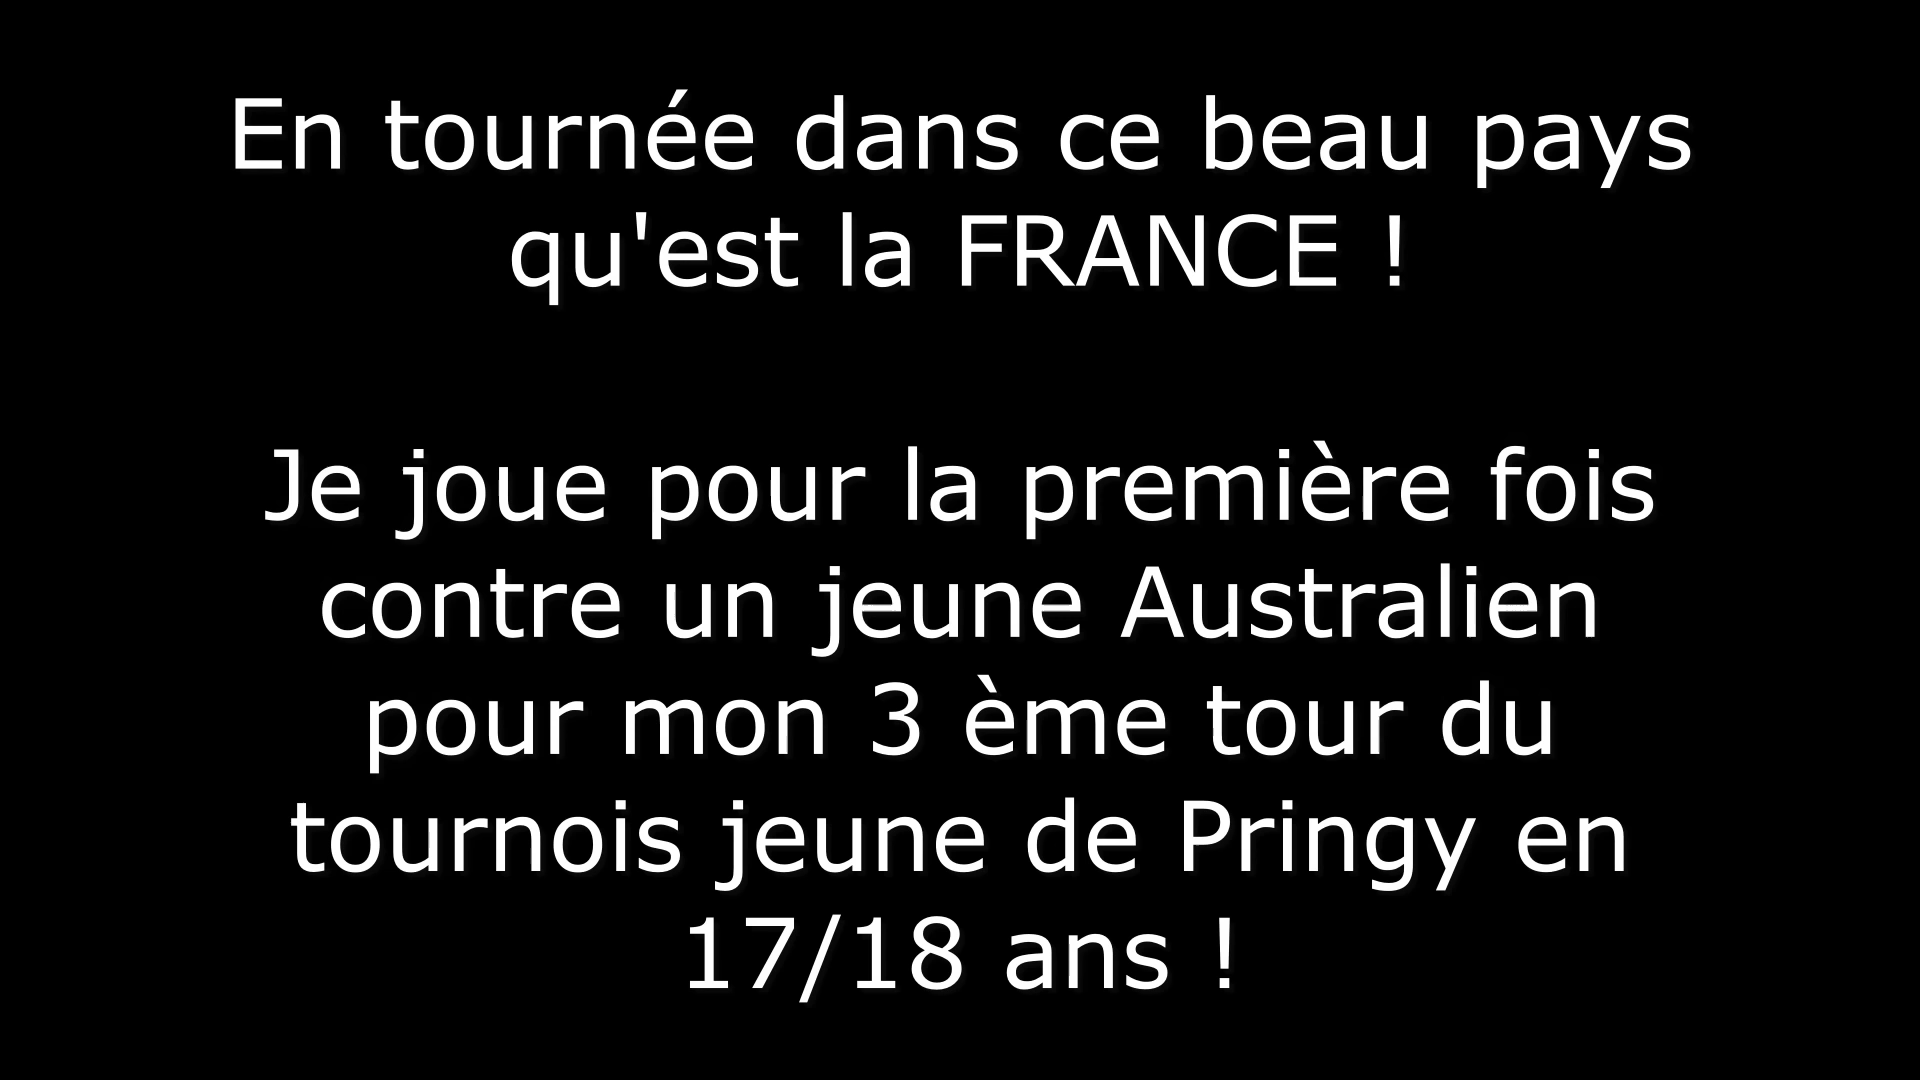 En tournée dans ce beau pays
qu'est la FRANCE !
Je joue pour la première fois
contre un jeune Australien
pour mon 3 ème tour du
tournois jeune de Pringy en
17/18 ans !